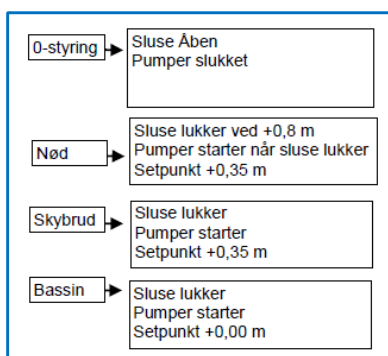 0-styring
Sluse Åben
Pumper slukket
Nød
Sluse lukker ved +0,8 m
Pumper starter når sluse lukker
Setpunkt +0,35 m
Skybrud
Sluse lukker
Pumper starter
Setpunkt +0,35 m
Bassin
Sluse lukker
Pumper starter
Setpunkt +0,00 m